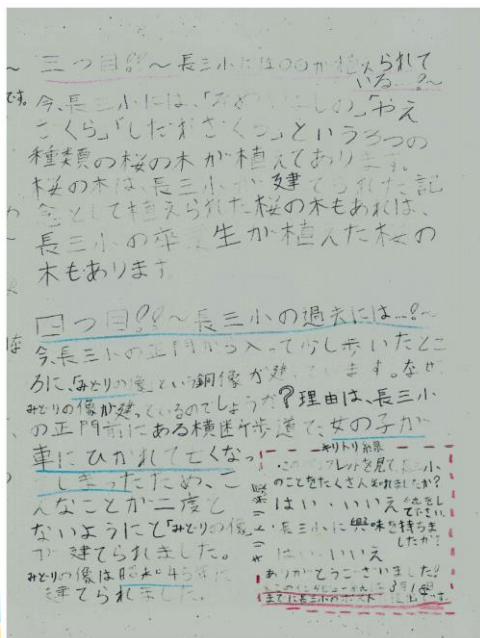 三つ目!?～長三小には○○が植えられて
いる…?～
今、長三小には、「そめいよしの」「やえ
ざくら」「しだれざくら」という3つの
種類の桜の木が植えてあります。
桜の木は、長三小が建てられた記
念として植えられた桜の木もあれば、
長三小の卒業生が植えた桜の
木もあります。
四つ目!?～長三小の過去には…!?～
今、長三小の正門から入って少し歩いたとこ
ろに、「みどりの像」という銅像が建っています。なぜ
みどりの像が建っているのでしょうか?理由は、長三小
の正門前にある横断歩道で、女の子が
車にひかれて亡くなっ
てしまったため、こ
んなことが二度と
ないようにと「みどりの像」
が建てられました。
みどりの像は昭和45年に
建てられました。
キリトリ線
・このパンフレットを見て長三小
のことをたくさん知れましたか?
はい・いいえ
・長三小に興味を持ちま
したか?
はい・いいえ
ありがとうございました!
までに長三小のポスト
です。